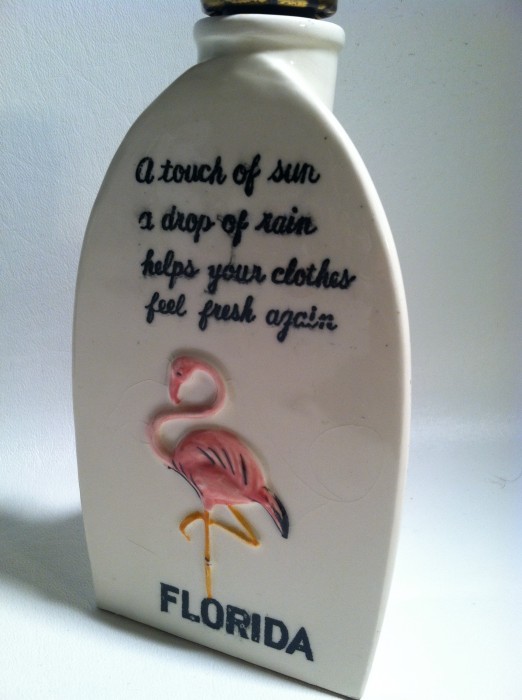 A touch of sun
a drop of rain
helps your clothes
feel fresh again
FLORIDA